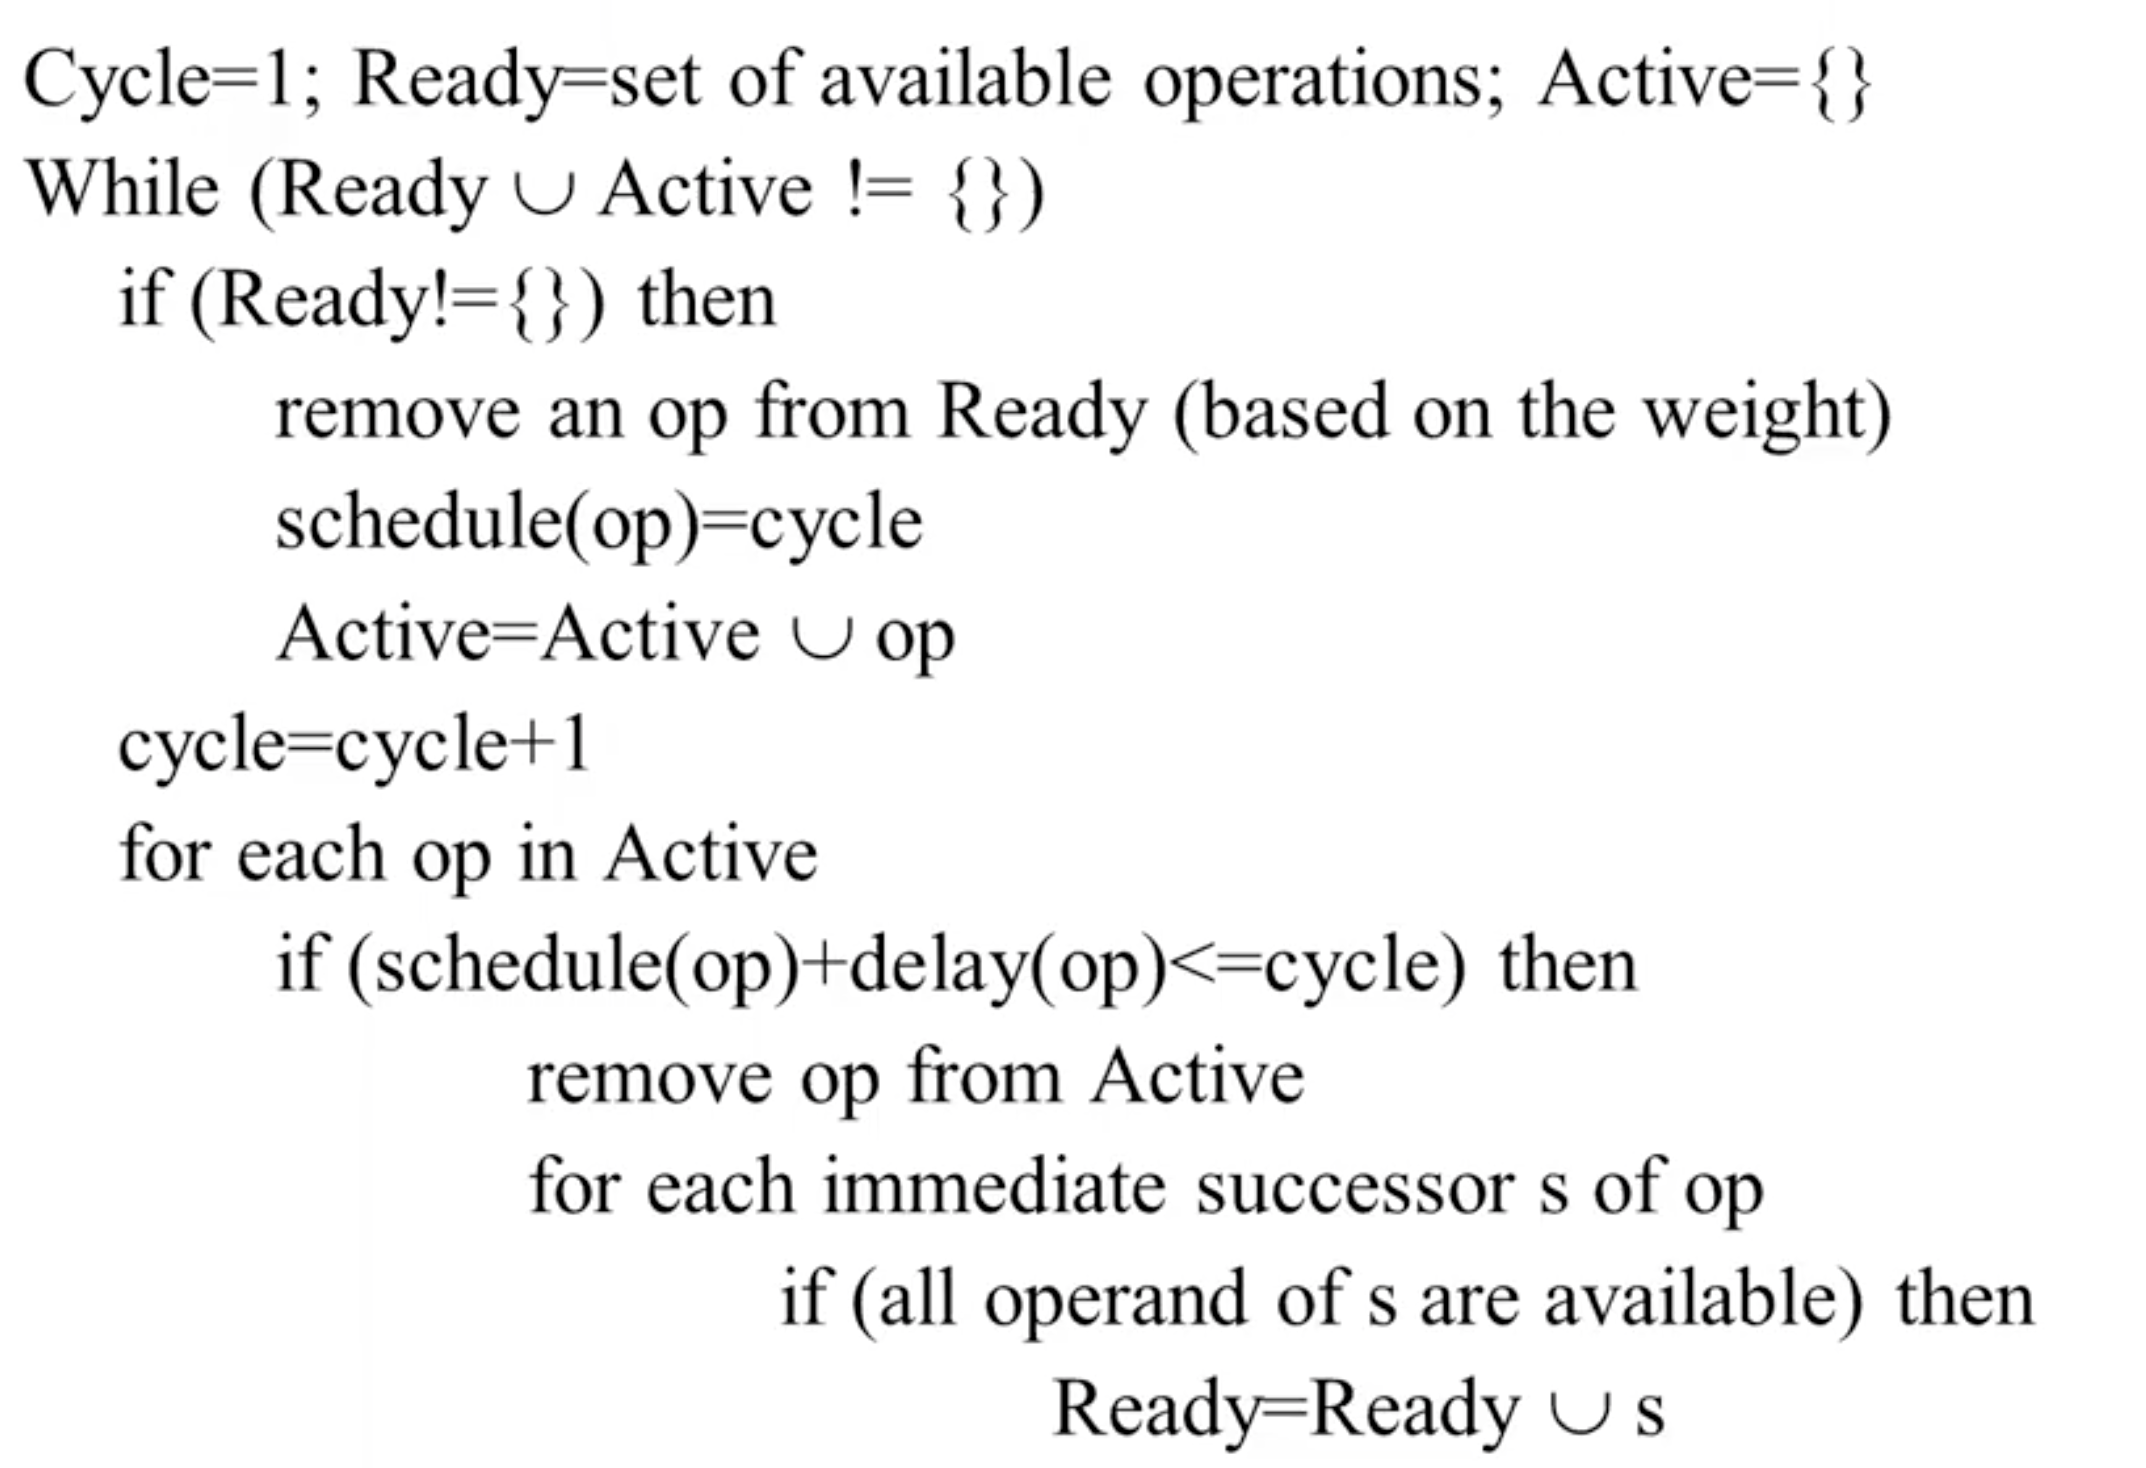 Cycle=1; Ready=set of available operations; Active={}
While (Ready ∪ Active != {})
if (Ready!={}) then
remove an op from Ready (based on the weight)
schedule(op)=cycle
Active=Active ∪ op
cycle=cycle+1
for each op in Active
if (schedule(op)+delay(op)<=cycle) then
remove op from Active
for each immediate successor s of op
if (all operand of s are available) then
Ready=Ready ∪ s